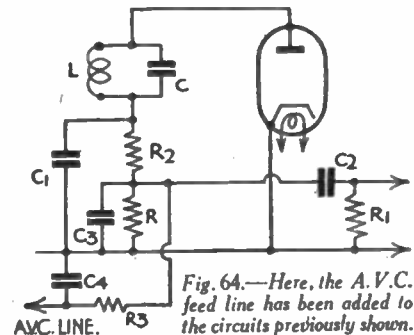 L
C
R2
C1
C2
C3
R
R1
C4
R3
A.V.C. LINE.
Fig. 64.—Here, the A.V.C.
feed line has been added to
the circuits previously shown.